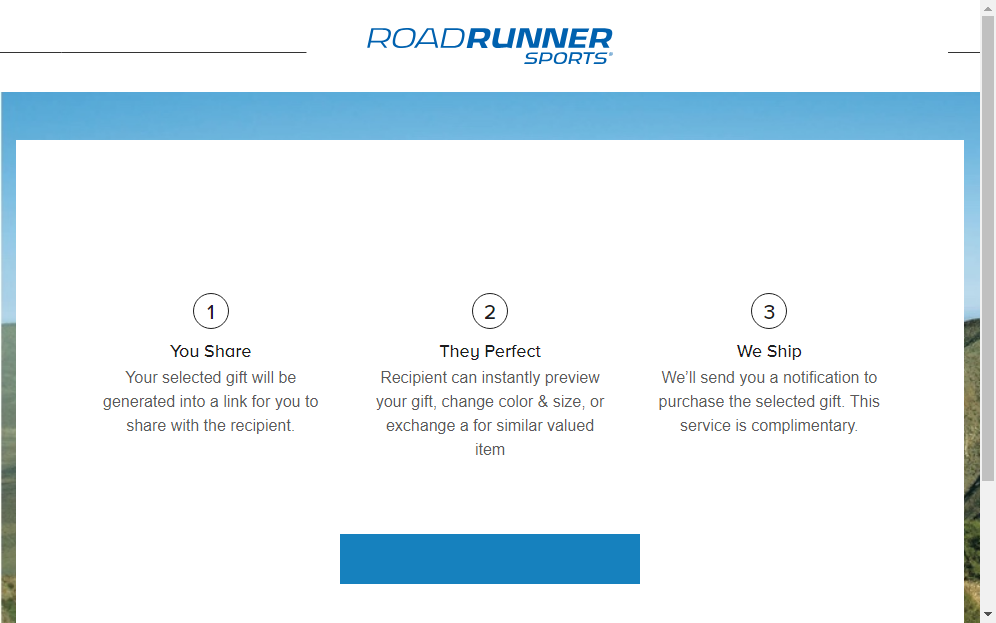 ROADRUNNER
SPORTS®
1
You Share
Your selected gift will be
generated into a link for you to
share with the recipient.
2
They Perfect
Recipient can instantly preview
your gift, change color & size, or
exchange a for similar valued
item
3
We Ship
We’ll send you a notification to
purchase the selected gift. This
service is complimentary.